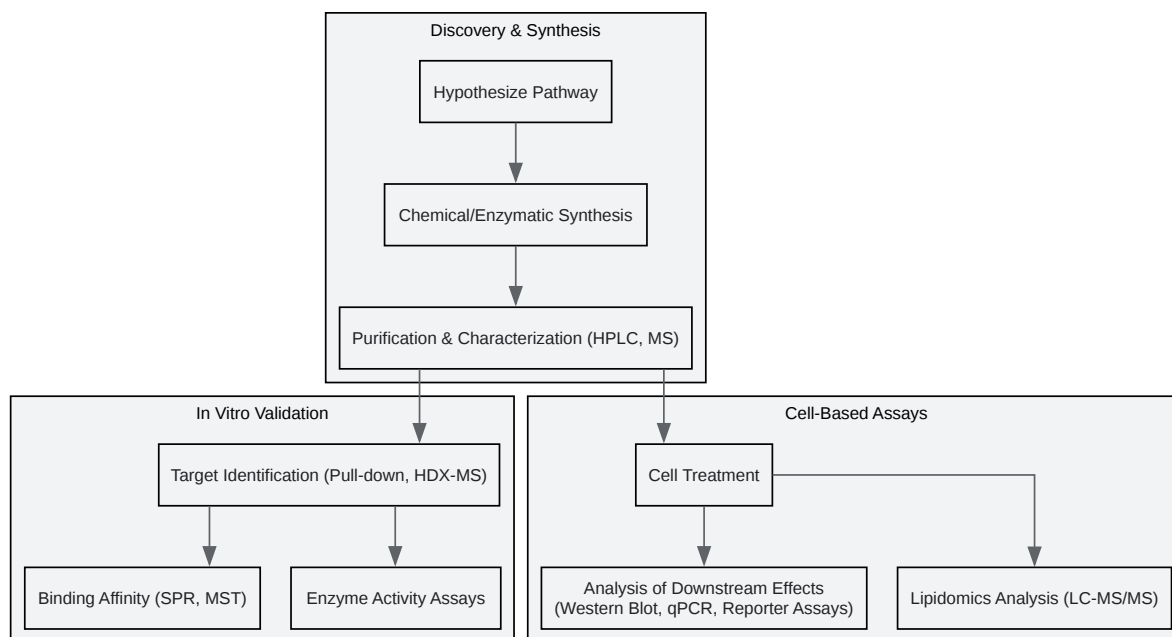 Discovery & Synthesis
Hypothesize Pathway
Chemical/Enzymatic Synthesis
Purification & Characterization (HPLC, MS)
In Vitro Validation
Target Identification (Pull-down, HDX-MS)
Binding Affinity (SPR, MST)
Enzyme Activity Assays
Cell-Based Assays
Cell Treatment
Analysis of Downstream Effects
(Western Blot, qPCR, Reporter Assays)
Lipidomics Analysis (LC-MS/MS)